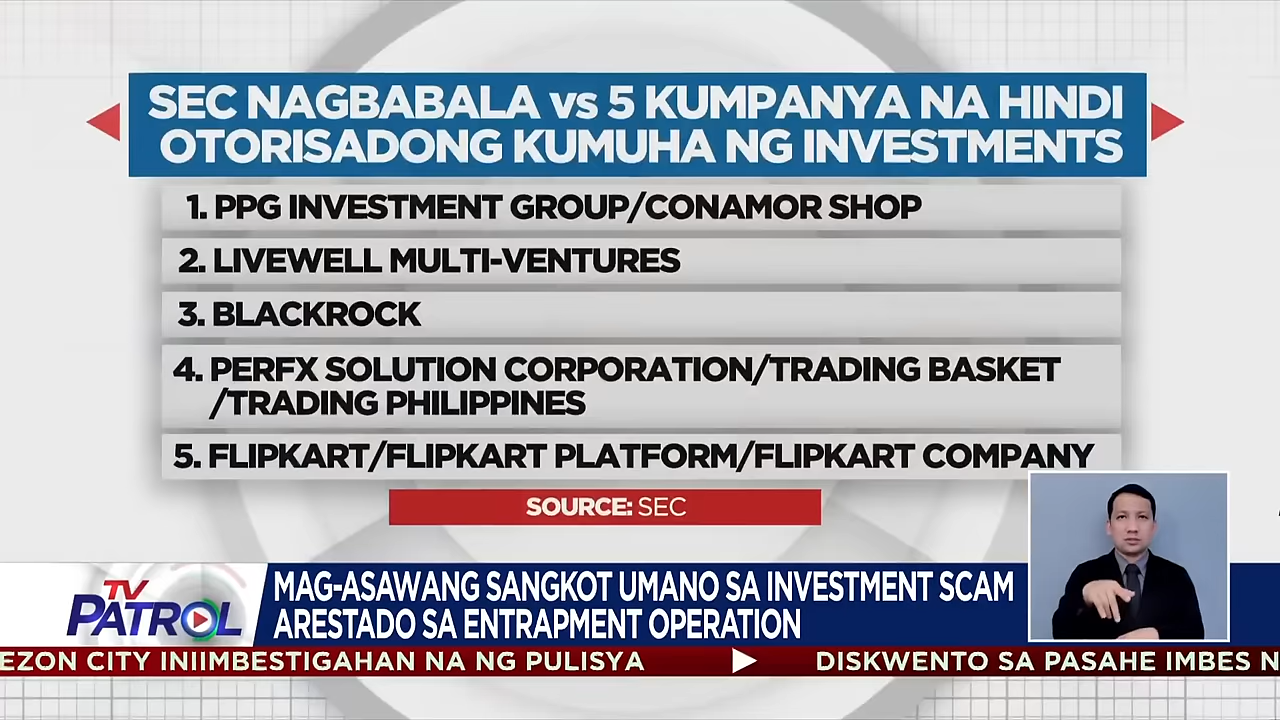 SEC NAGBABALA vs 5 KUMPANYA NA HINDI
OTORISADONG KUMUHA NG INVESTMENTS
1. PPG INVESTMENT GROUP/CONAMOR SHOP
2. LIVEWELL MULTI-VENTURES
3. BLACKROCK
4. PERFX SOLUTION CORPORATION/TRADING BASKET
/TRADING PHILIPPINES
5. FLIPKART/FLIPKART PLATFORM/FLIPKART COMPANY
SOURCE: SEC
TV
PATROL
MAG-ASAWANG SANGKOT UMANO SA INVESTMENT SCAM
ARESTADO SA ENTRAPMENT OPERATION
EZON CITY INIIMBESTIGAHAN NA NG PULISYA
DISKWENTO SA PASAHE IMBES N